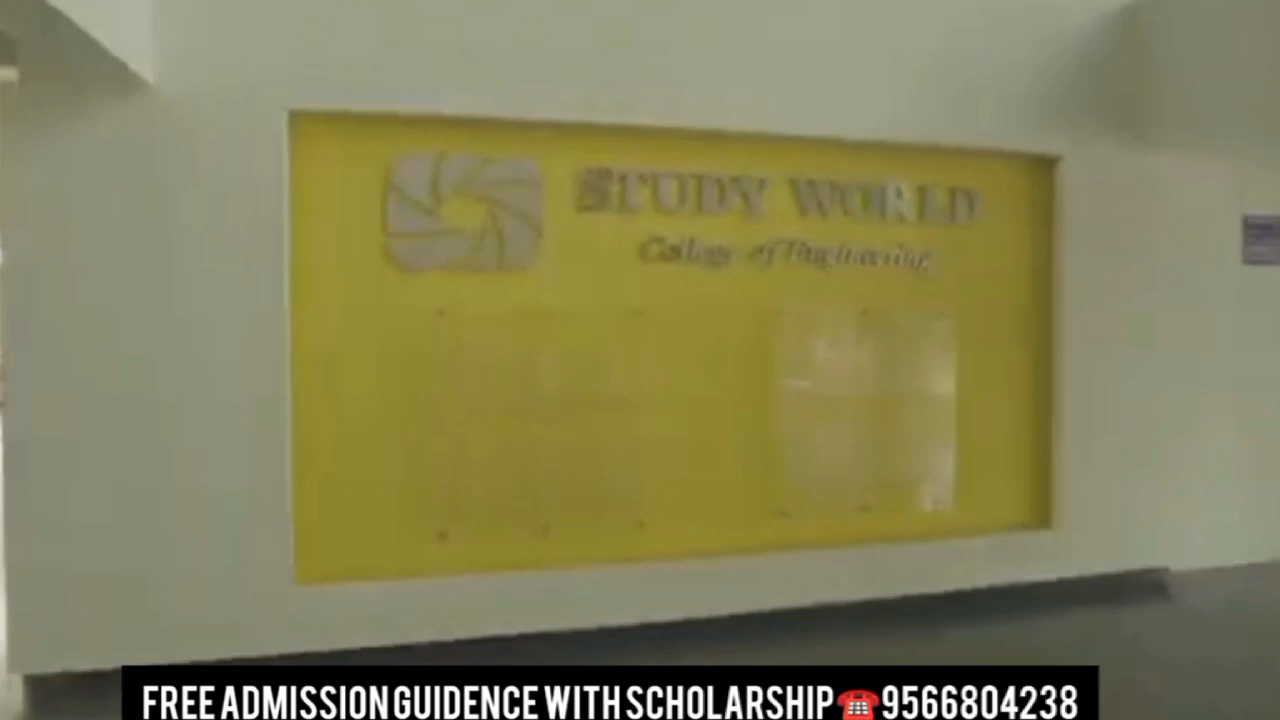 STUDY WORLD
College of Engineering
FREE ADMISSION GUIDENCE WITH SCHOLARSHIP ☎️9566804238